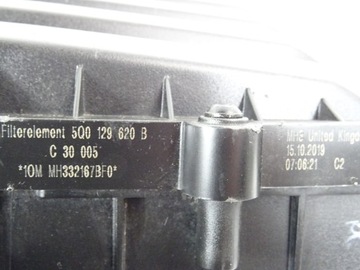 Filterelement 5Q0 129 620 B
C 30 005
*10M MH332167BF0*
MHE United Kingd
15.10.2019
07:06:21 C2